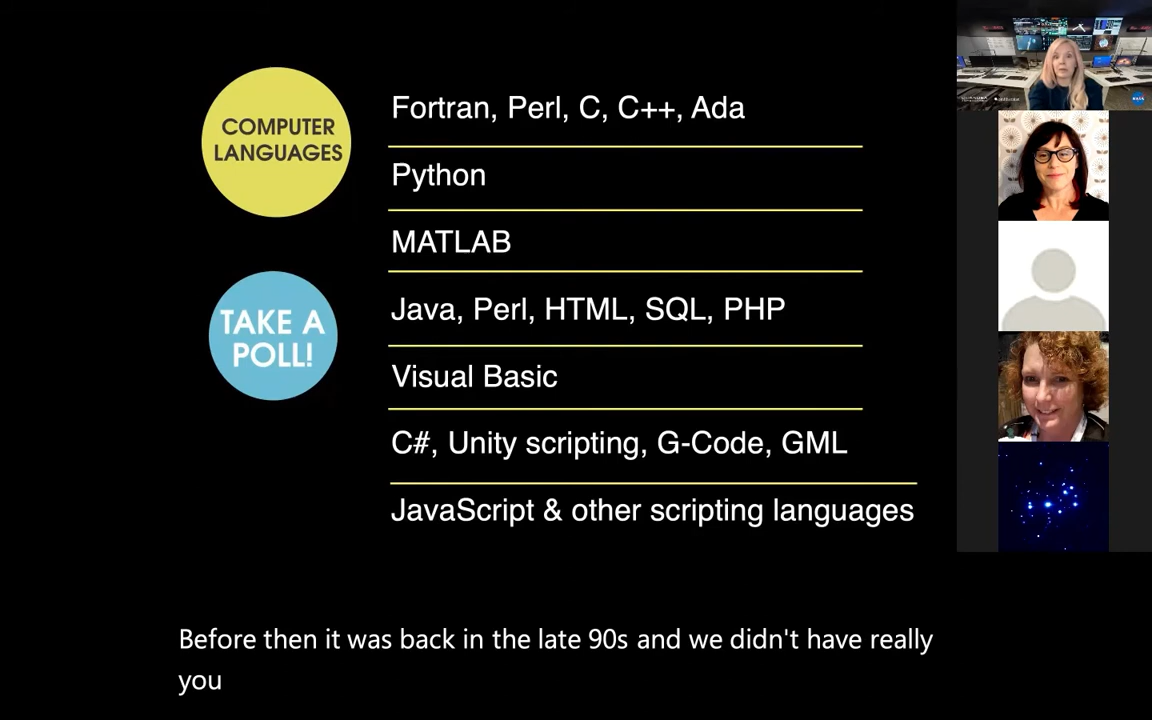 COMPUTER
LANGUAGES
Fortran, Perl, C, C++, Ada
Python
MATLAB
TAKE A
POLL!
Java, Perl, HTML, SQL, PHP
Visual Basic
C#, Unity scripting, G-Code, GML
JavaScript & other scripting languages
Before then it was back in the late 90s and we didn't have really
you
NASA